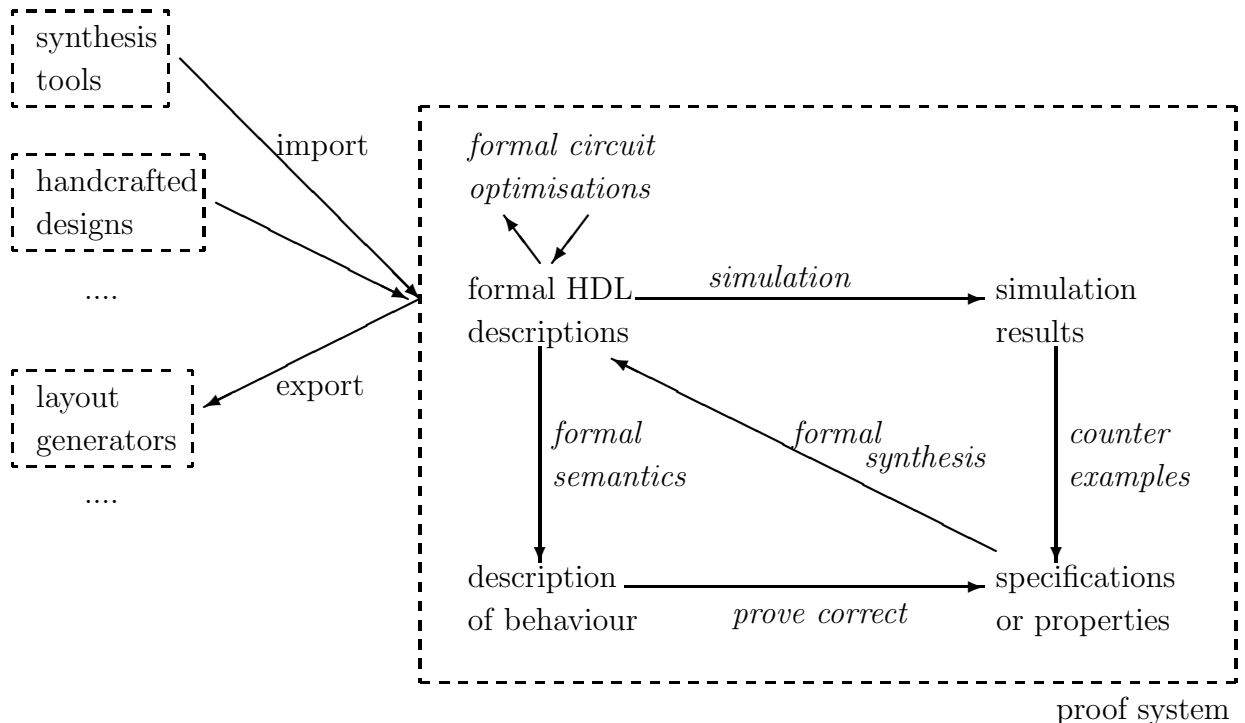 synthesis
tools
import
handcrafted
designs
....
export
layout
generators
....
formal circuit
optimisations
formal HDL
descriptions
simulation
simulation
results
formal
semantics
formal
synthesis
counter
examples
description
of behaviour
prove correct
specifications
or properties
proof system